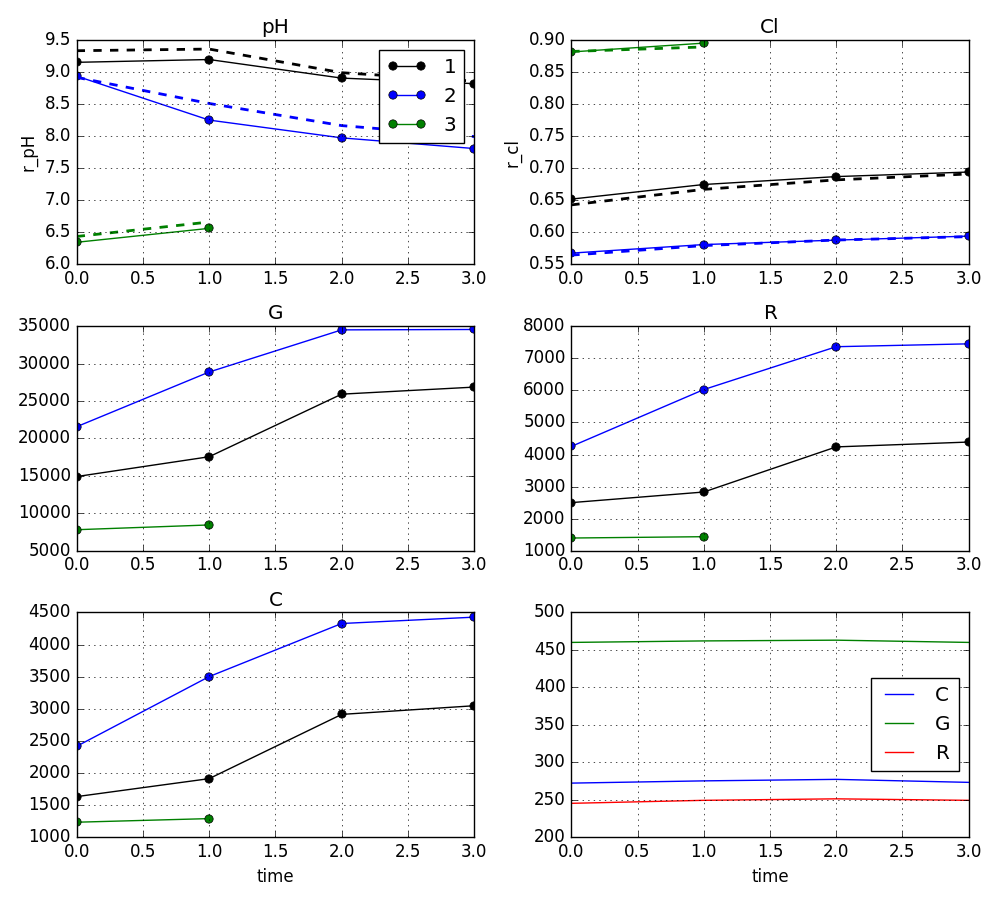 pH
r_pH
9.5
9.0
8.5
8.0
7.5
7.0
6.5
6.0
0.0 0.5 1.0 1.5 2.0 2.5 3.0
1
2
3
Cl
r_cl
0.90
0.85
0.80
0.75
0.70
0.65
0.60
0.55
0.0 0.5 1.0 1.5 2.0 2.5 3.0
G
35000
30000
25000
20000
15000
10000
5000
0.0 0.5 1.0 1.5 2.0 2.5 3.0
R
8000
7000
6000
5000
4000
3000
2000
1000
0.0 0.5 1.0 1.5 2.0 2.5 3.0
C
4500
4000
3500
3000
2500
2000
1500
1000
0.0 0.5 1.0 1.5 2.0 2.5 3.0
time
500
450
400
350
300
250
200
C
G
R
0.0 0.5 1.0 1.5 2.0 2.5 3.0
time